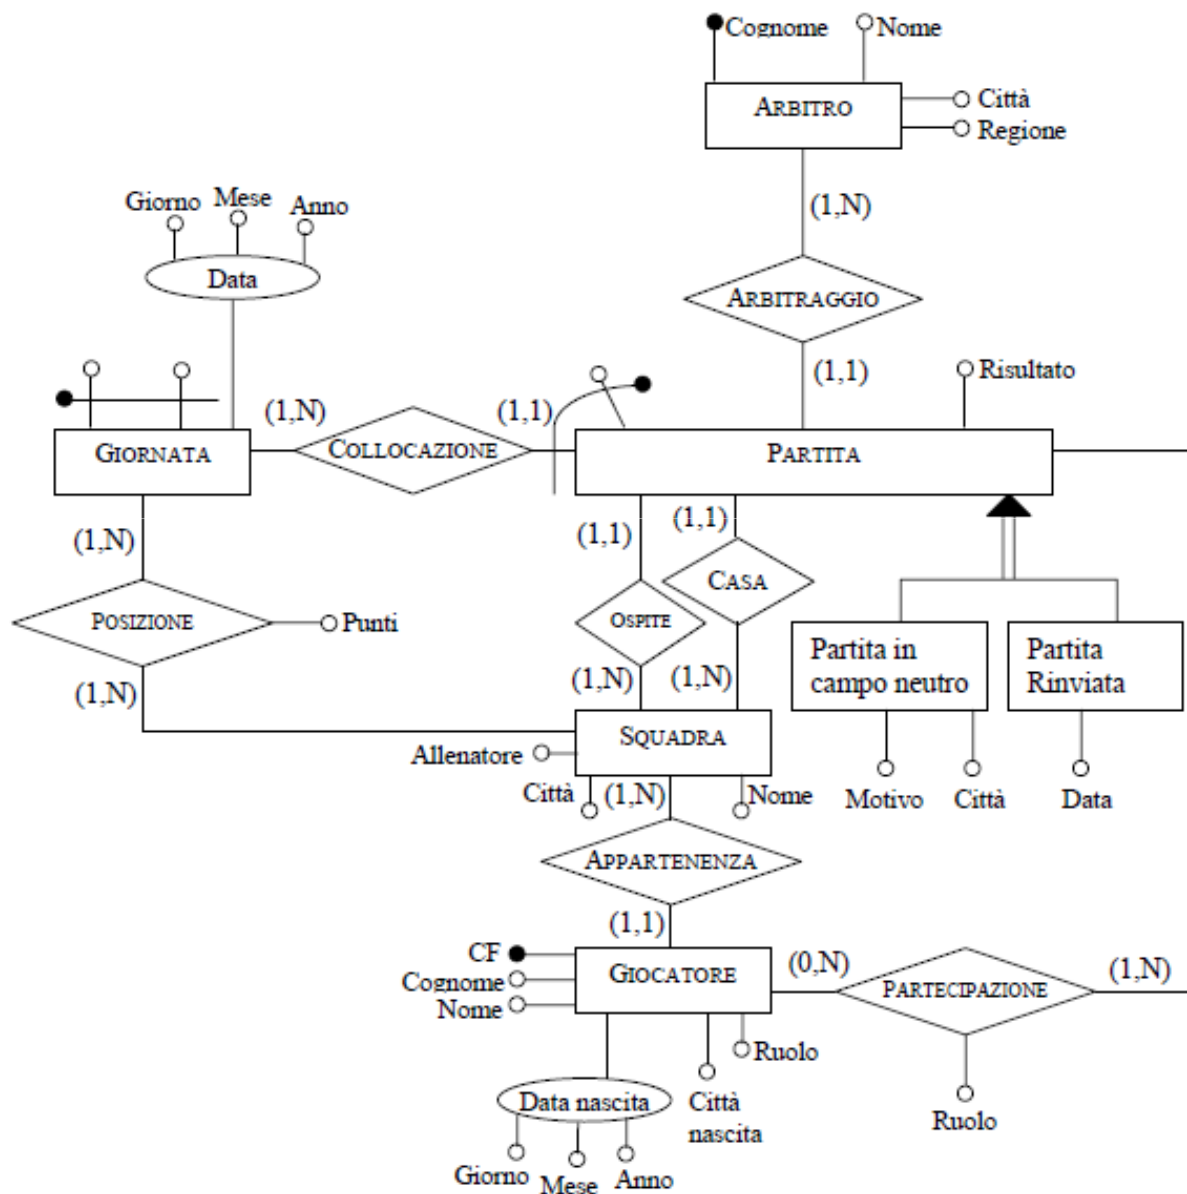 Cognome
Nome
ARBITRO
Città
Regione
(1,N)
Giorno
Mese
Anno
Data
ARBITRAGGIO
(1,1)
Risultato
(1,N)
(1,1)
GIORNATA
COLLOCAZIONE
PARTITA
(1,N)
(1,1)
(1,1)
CASA
POSIZIONE
Punti
OSPITE
Partita in
campo neutro
Partita
Rinviata
(1,N)
(1,N)
(1,N)
SQUADRA
Allenatore
Città
(1,N)
Nome
Motivo
Città
Data
APPARTENENZA
(1,1)
CF
Cognome
Nome
GIOCATORE
(0,N)
PARTECIPAZIONE
(1,N)
Ruolo
Data nascita
Città
nascita
Ruolo
Giorno
Mese
Anno